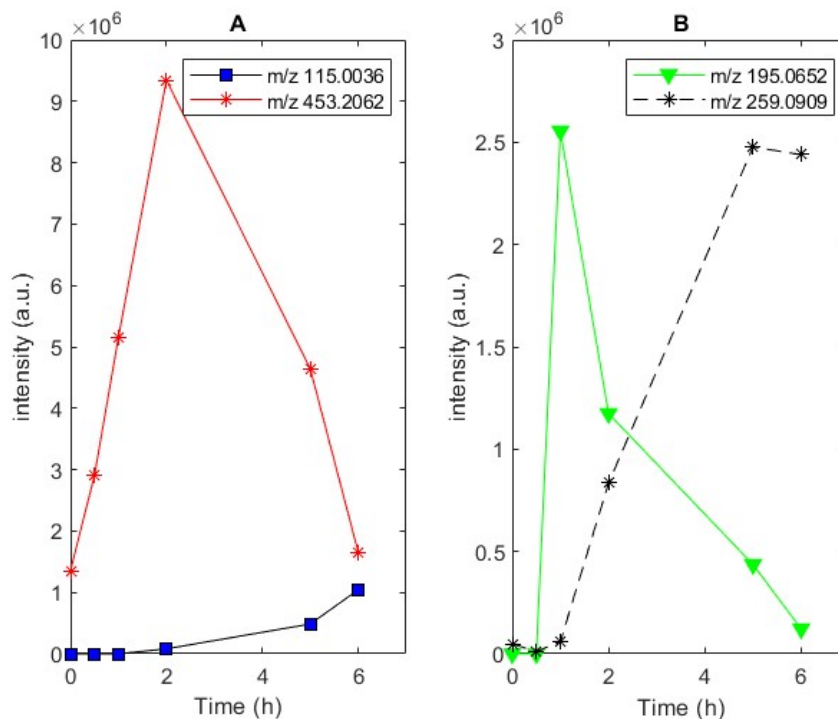 A
×10^6
m/z 115.0036
m/z 453.2062
10
9
8
7
6
5
4
3
2
1
0
0 2 4 6
intensity (a.u.)
Time (h)
B
×10^6
m/z 195.0652
m/z 259.0909
3
2.5
2
1.5
1
0.5
0
0 2 4 6
intensity (a.u.)
Time (h)